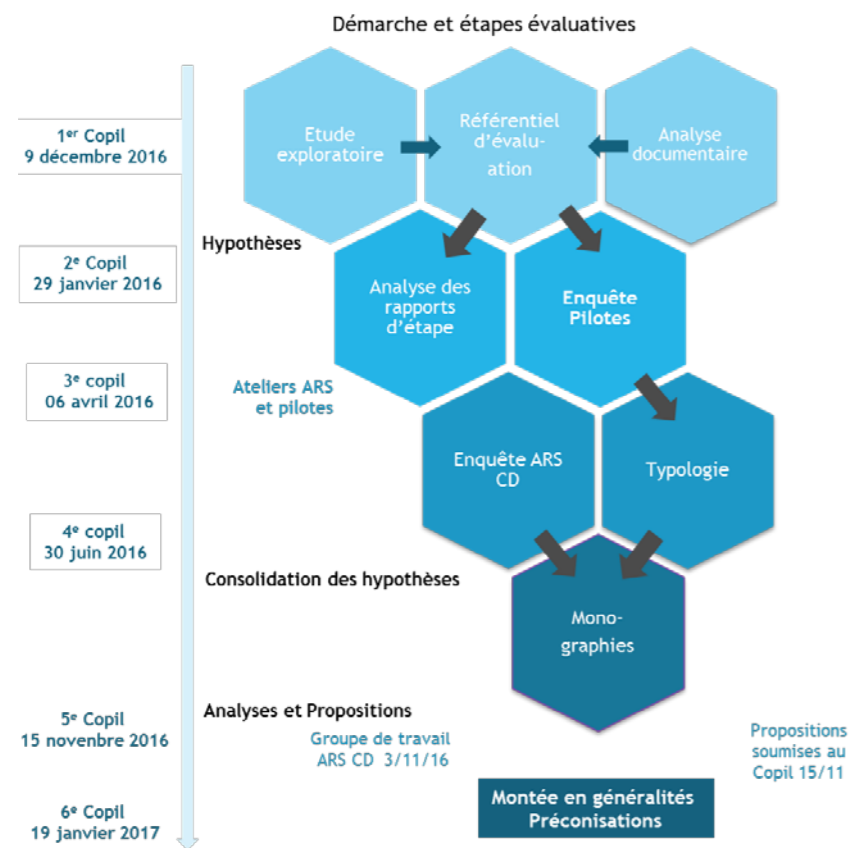 Démarche et étapes évaluatives
1er Copil
9 décembre 2016
Etude
exploratoire
Référentiel
d'évalu-
ation
Analyse
documentaire
Hypothèses
2e Copil
29 janvier 2016
Analyse des
rapports
d'étape
Enquête
Pilotes
3e copil
06 avril 2016
Ateliers ARS
et pilotes
Enquête ARS
CD
Typologie
4e copil
30 juin 2016
Consolidation des hypothèses
Mono-
graphies
Analyses et Propositions
5e Copil
15 novenbre 2016
Groupe de travail
ARS CD 3/11/16
Propositions
soumises au
Copil 15/11
Montée en généralités
Préconisations
6e Copil
19 janvier 2017